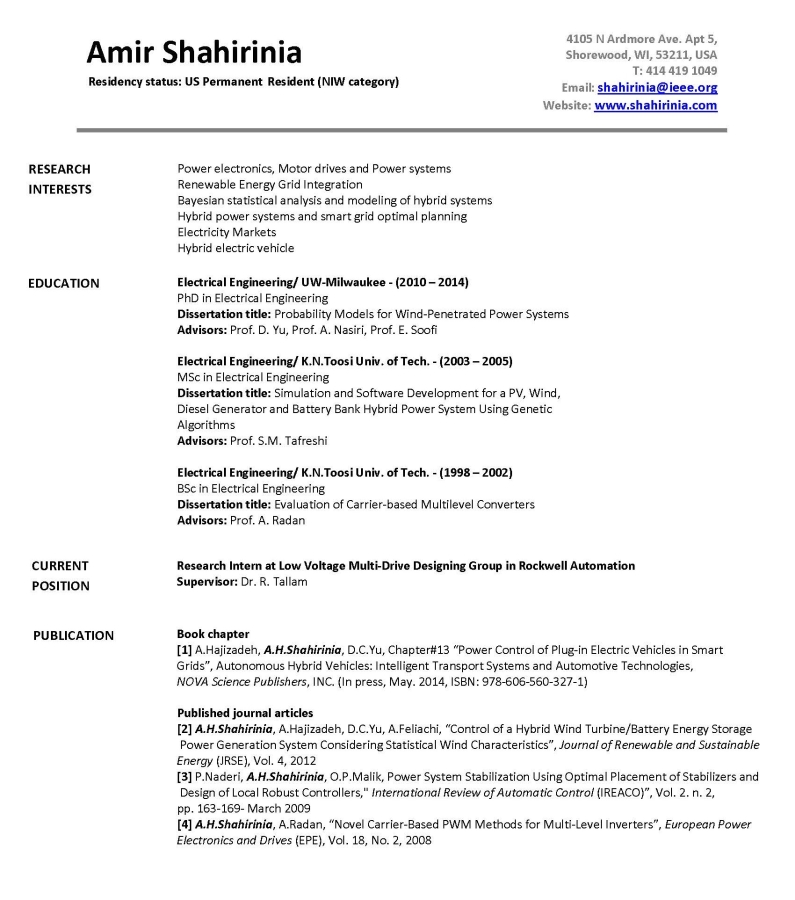 Amir Shahirinia
Residency status: US Permanent Resident (NIW category)
4105 N Ardmore Ave. Apt 5,
Shorewood, WI, 53211, USA
T: 414 419 1049
Email: shahirinia@ieee.org
Website: www.shahirinia.com
RESEARCH
INTERESTS
Power electronics, Motor drives and Power systems
Renewable Energy Grid Integration
Bayesian statistical analysis and modeling of hybrid systems
Hybrid power systems and smart grid optimal planning
Electricity Markets
Hybrid electric vehicle
EDUCATION
Electrical Engineering/ UW-Milwaukee - (2010 – 2014)
PhD in Electrical Engineering
Dissertation title: Probability Models for Wind-Penetrated Power Systems
Advisors: Prof. D. Yu, Prof. A. Nasiri, Prof. E. Soofi
Electrical Engineering/ K.N.Toosi Univ. of Tech. - (2003 – 2005)
MSc in Electrical Engineering
Dissertation title: Simulation and Software Development for a PV, Wind,
Diesel Generator and Battery Bank Hybrid Power System Using Genetic
Algorithms
Advisors: Prof. S.M. Tafreshi
Electrical Engineering/ K.N.Toosi Univ. of Tech. - (1998 – 2002)
BSc in Electrical Engineering
Dissertation title: Evaluation of Carrier-based Multilevel Converters
Advisors: Prof. A. Radan
CURRENT
POSITION
Research Intern at Low Voltage Multi-Drive Designing Group in Rockwell Automation
Supervisor: Dr. R. Tallam
PUBLICATION
Book chapter
[1] A.Hajizadeh, A.H.Shahirinia, D.C.Yu, Chapter#13 “Power Control of Plug-in Electric Vehicles in Smart
Grids”, Autonomous Hybrid Vehicles: Intelligent Transport Systems and Automotive Technologies,
NOVA Science Publishers, INC. (In press, May. 2014, ISBN: 978-606-560-327-1)
Published journal articles
[2] A.H.Shahirinia, A.Hajizadeh, D.C.Yu, A.Feliachi, “Control of a Hybrid Wind Turbine/Battery Energy Storage
Power Generation System Considering Statistical Wind Characteristics”, Journal of Renewable and Sustainable
Energy (JRSE), Vol. 4, 2012
[3] P.Naderi, A.H.Shahirinia, O.P.Malik, Power System Stabilization Using Optimal Placement of Stabilizers and
Design of Local Robust Controllers," International Review of Automatic Control (IREACO)”, Vol. 2. n. 2,
pp. 163-169- March 2009
[4] A.H.Shahirinia, A.Radan, “Novel Carrier-Based PWM Methods for Multi-Level Inverters”, European Power
Electronics and Drives (EPE), Vol. 18, No. 2, 2008